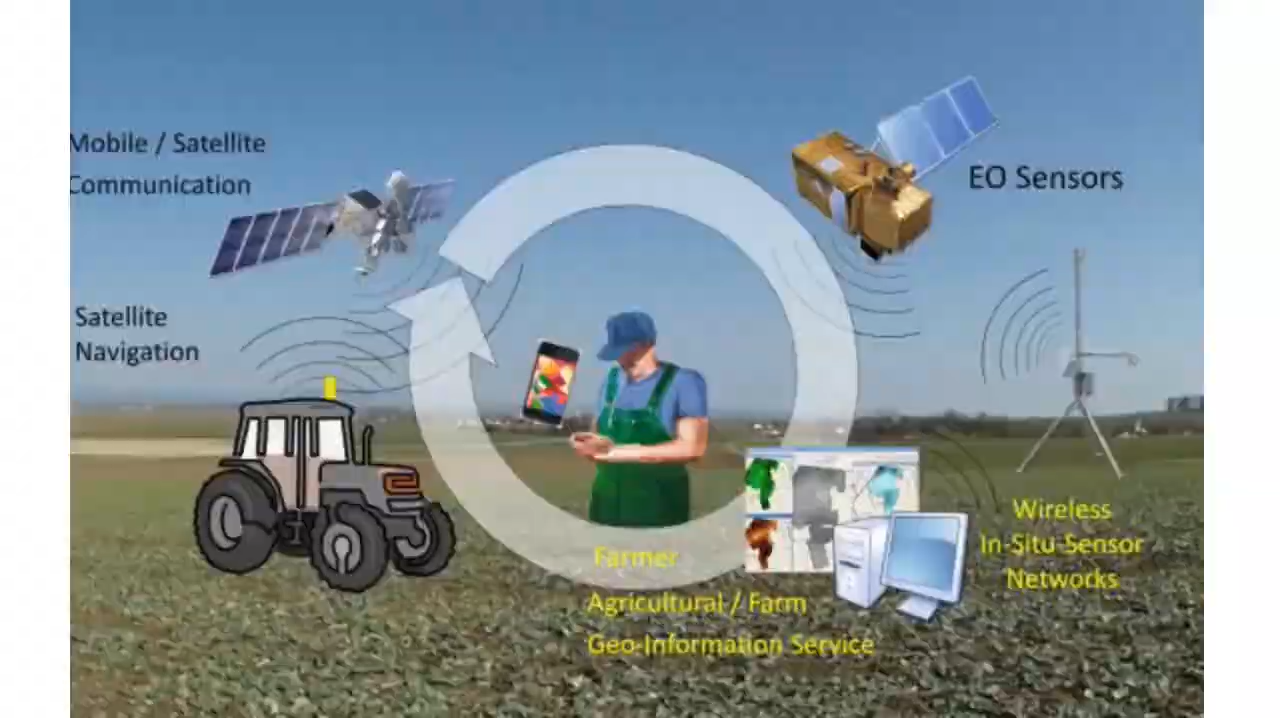 Mobile / Satellite
Communication
EO Sensors
Satellite
Navigation
Wireless
In-Situ Sensor
Networks
Farmer
Agricultural / Farm
Geo-Information Service